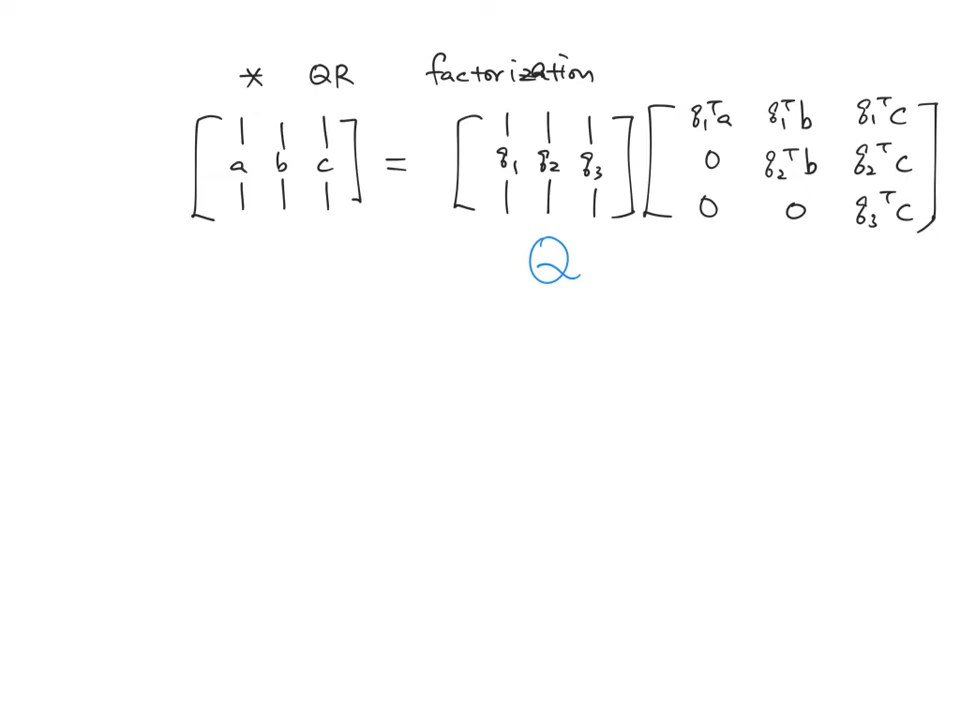 * QR factorization
[ | | | ] = [ | | | ] [ q₁ᵀa q₁ᵀb q₁ᵀc ]
[ a b c ] [ q₁ q₂ q₃ ] [ 0 q₂ᵀb q₂ᵀc ]
[ | | | ] [ | | | ] [ 0 0 q₃ᵀc ]
Q